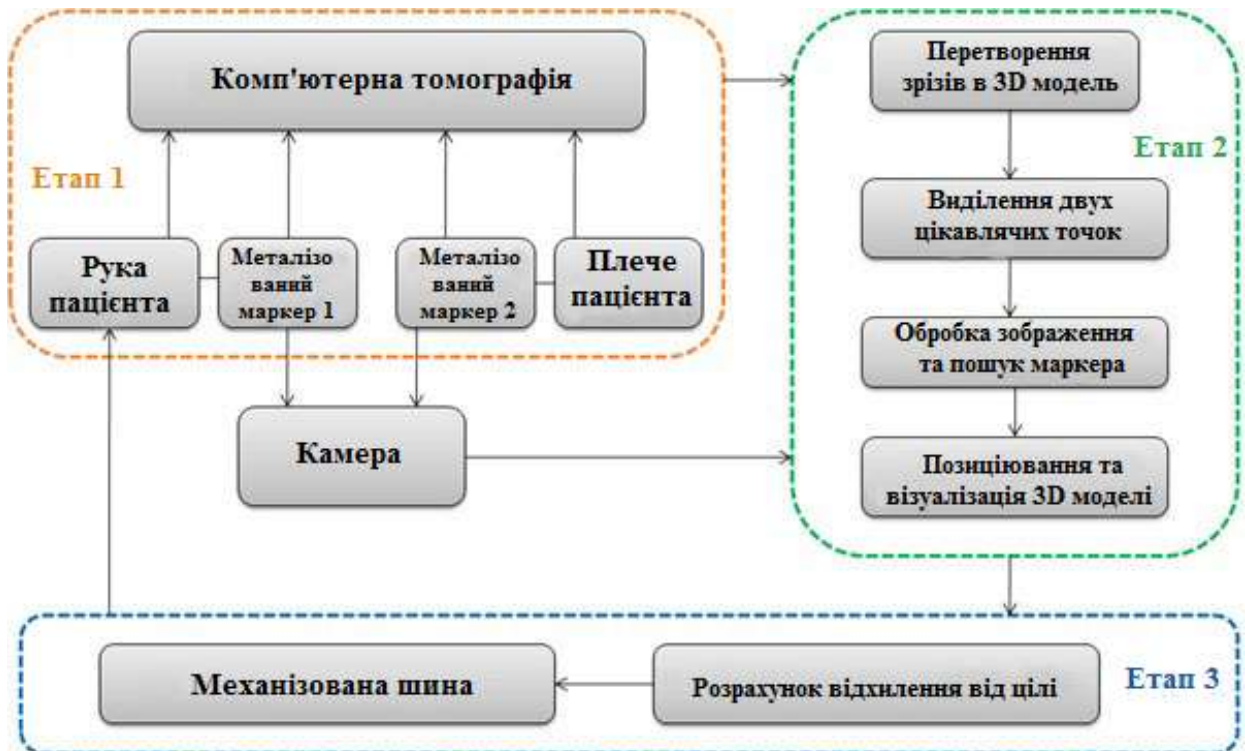 Комп'ютерна томографія
Етап 1
Рука
пацієнта
Металізо
ваний
маркер 1
Металізо
ваний
маркер 2
Плече
пацієнта
Камера
Перетворення
зрізів в 3D модель
Етап 2
Виділення двух
цікавлячих точок
Обробка зображення
та пошук маркера
Позиціювання та
візуалізація 3D моделі
Механізована шина
Розрахунок відхилення від цілі
Етап 3